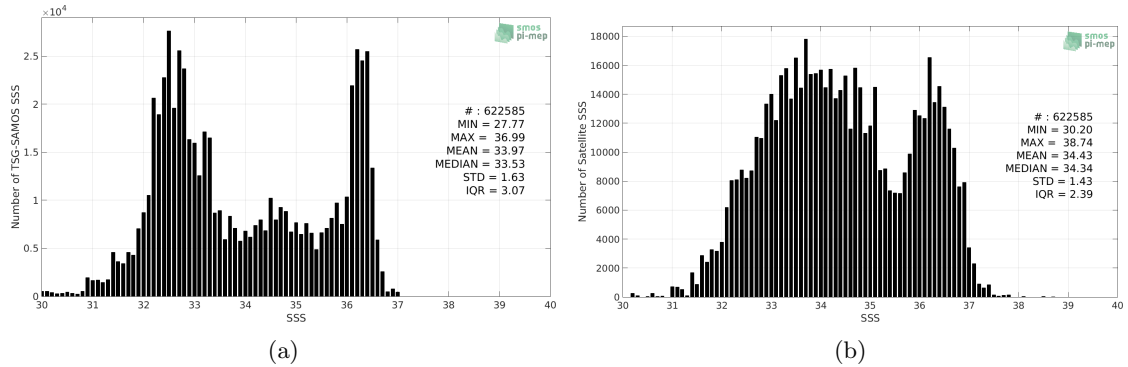 ×10⁴
Number of TSG-SAMOS SSS
2.5
2
1.5
1
0.5
0
30 31 32 33 34 35 36 37 38 39 40
SSS
smos
pi-mep
# : 622585
MIN = 27.77
MAX = 36.99
MEAN = 33.97
MEDIAN = 33.53
STD = 1.63
IQR = 3.07
(a)
Number of Satellite SSS
18000
16000
14000
12000
10000
8000
6000
4000
2000
0
30 31 32 33 34 35 36 37 38 39 40
SSS
smos
pi-mep
# : 622585
MIN = 30.20
MAX = 38.74
MEAN = 34.43
MEDIAN = 34.34
STD = 1.43
IQR = 2.39
(b)